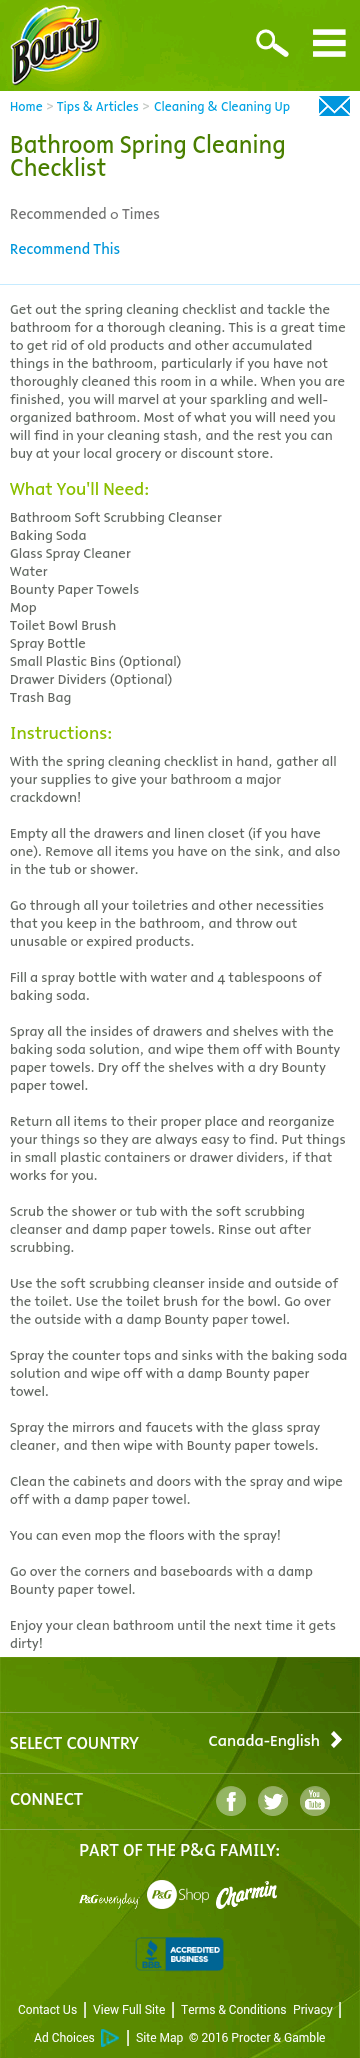 Bounty
Home > Tips & Articles > Cleaning & Cleaning Up
Bathroom Spring Cleaning
Checklist
Recommended 0 Times
Recommend This
Get out the spring cleaning checklist and tackle the
bathroom for a thorough cleaning. This is a great time
to get rid of old products and other accumulated
things in the bathroom, particularly if you have not
thoroughly cleaned this room in a while. When you are
finished, you will marvel at your sparkling and well-
organized bathroom. Most of what you will need you
will find in your cleaning stash, and the rest you can
buy at your local grocery or discount store.
What You'll Need:
Bathroom Soft Scrubbing Cleanser
Baking Soda
Glass Spray Cleaner
Water
Bounty Paper Towels
Mop
Toilet Bowl Brush
Spray Bottle
Small Plastic Bins (Optional)
Drawer Dividers (Optional)
Trash Bag
Instructions:
With the spring cleaning checklist in hand, gather all
your supplies to give your bathroom a major
crackdown!
Empty all the drawers and linen closet (if you have
one). Remove all items you have on the sink, and also
in the tub or shower.
Go through all your toiletries and other necessities
that you keep in the bathroom, and throw out
unusable or expired products.
Fill a spray bottle with water and 4 tablespoons of
baking soda.
Spray all the insides of drawers and shelves with the
baking soda solution, and wipe them off with Bounty
paper towels. Dry off the shelves with a dry Bounty
paper towel.
Return all items to their proper place and reorganize
your things so they are always easy to find. Put things
in small plastic containers or drawer dividers, if that
works for you.
Scrub the shower or tub with the soft scrubbing
cleanser and damp paper towels. Rinse out after
scrubbing.
Use the soft scrubbing cleanser inside and outside of
the toilet. Use the toilet brush for the bowl. Go over
the outside with a damp Bounty paper towel.
Spray the counter tops and sinks with the baking soda
solution and wipe off with a damp Bounty paper
towel.
Spray the mirrors and faucets with the glass spray
cleaner, and then wipe with Bounty paper towels.
Clean the cabinets and doors with the spray and wipe
off with a damp paper towel.
You can even mop the floors with the spray!
Go over the corners and baseboards with a damp
Bounty paper towel.
Enjoy your clean bathroom until the next time it gets
dirty!
SELECT COUNTRY Canada-English
CONNECT f You Tube
PART OF THE P&G FAMILY:
P&G everyday P&G Shop Charmin
BBB ACCREDITED BUSINESS
Contact Us | View Full Site | Terms & Conditions Privacy |
Ad Choices | Site Map © 2016 Procter & Gamble